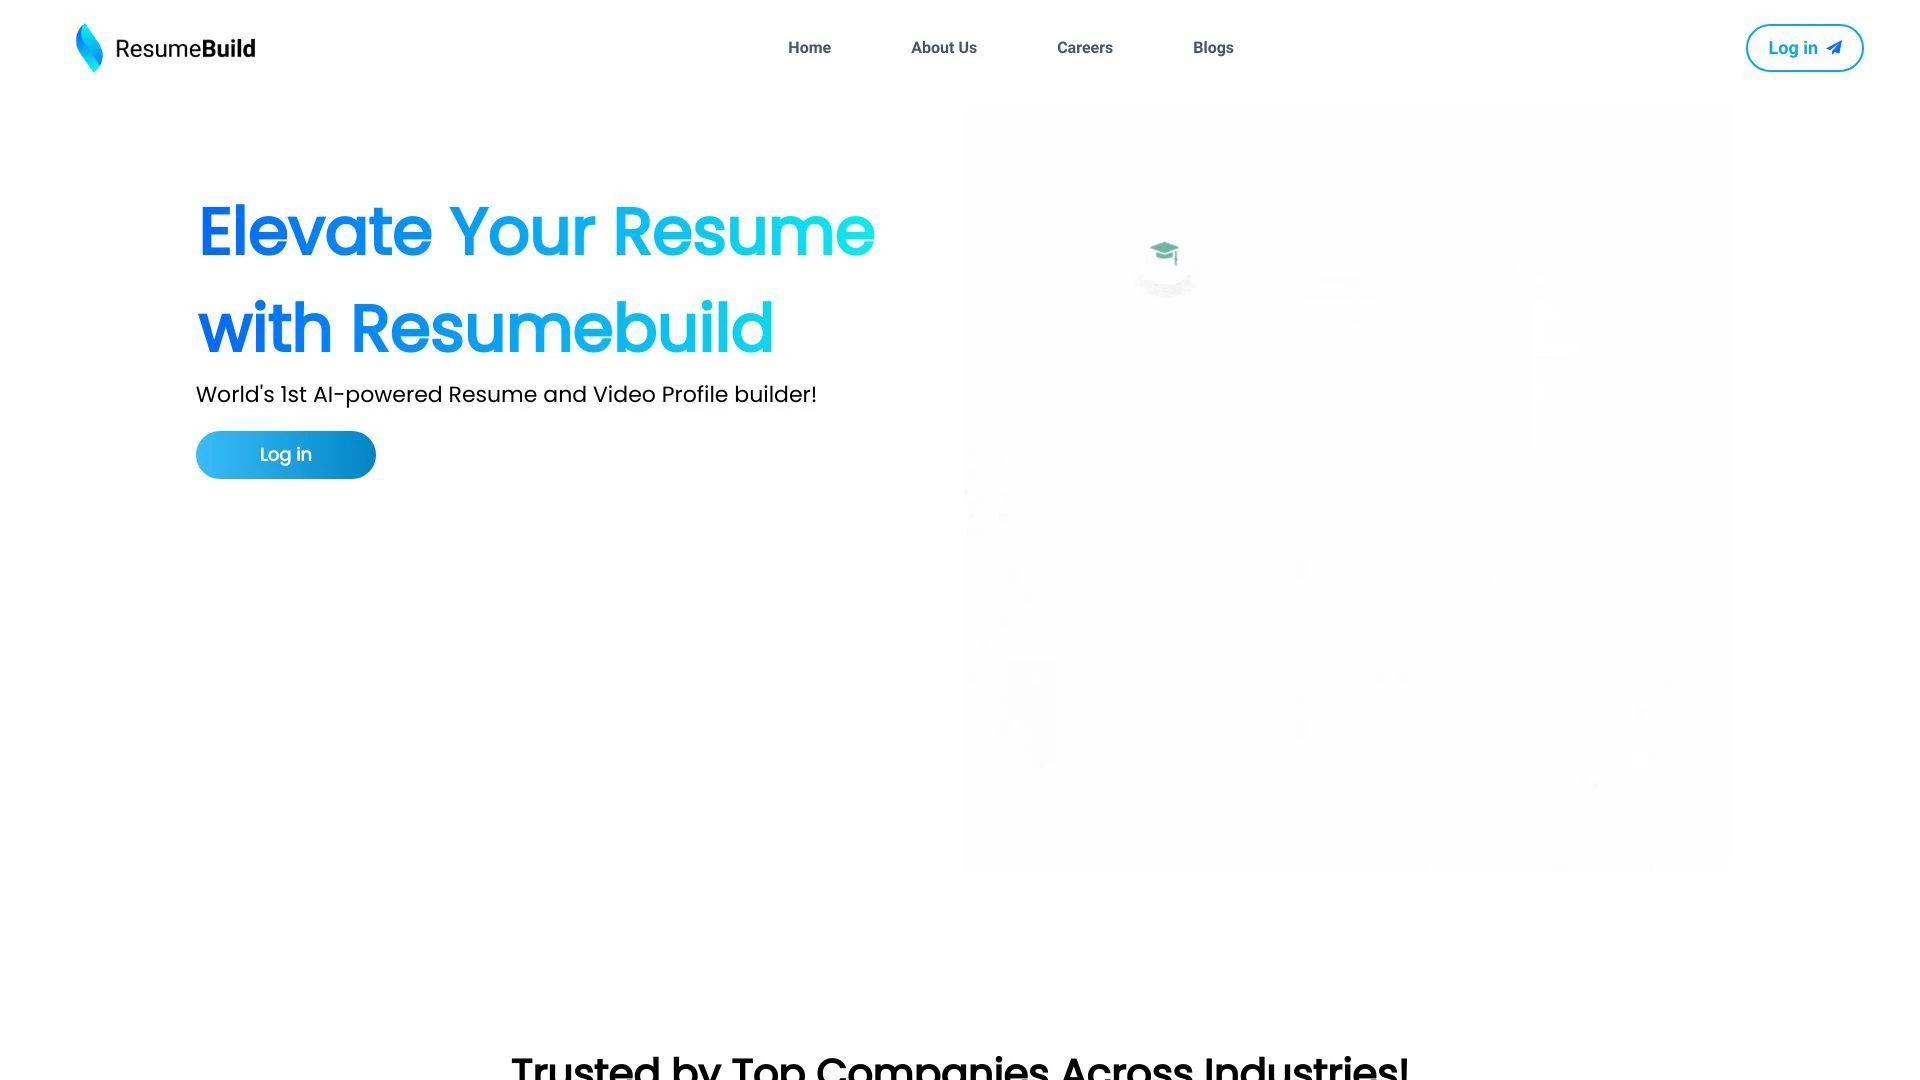 ResumeBuild
Home
About Us
Careers
Blogs
Log in
Elevate Your Resume
with Resumebuild
World's 1st AI-powered Resume and Video Profile builder!
Log in
Trusted by Top Companies Across Industries!